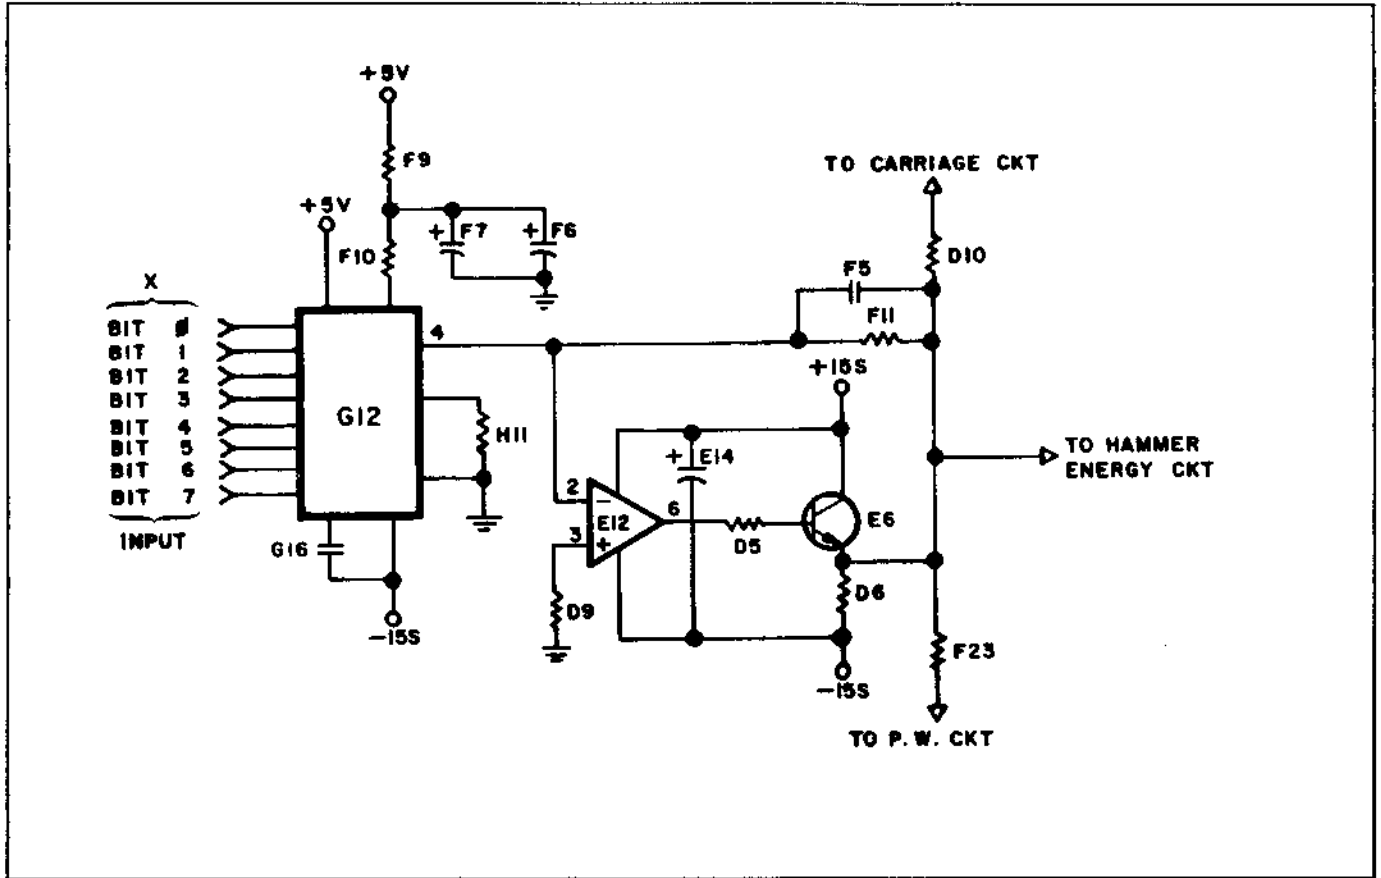 +5V
F9
TO CARRIAGE CKT
+5V
+ F7
+ F6
F10
D10
F5
X
F11
BIT 0
4
BIT 1
+15S
BIT 2
BIT 3
G12
BIT 4
H11
TO HAMMER
ENERGY CKT
BIT 5
+ E14
BIT 6
BIT 7
2
−
6
E6
E12
3
+
INPUT
G16
D5
D6
D9
−15S
F23
−15S
TO P.W. CKT